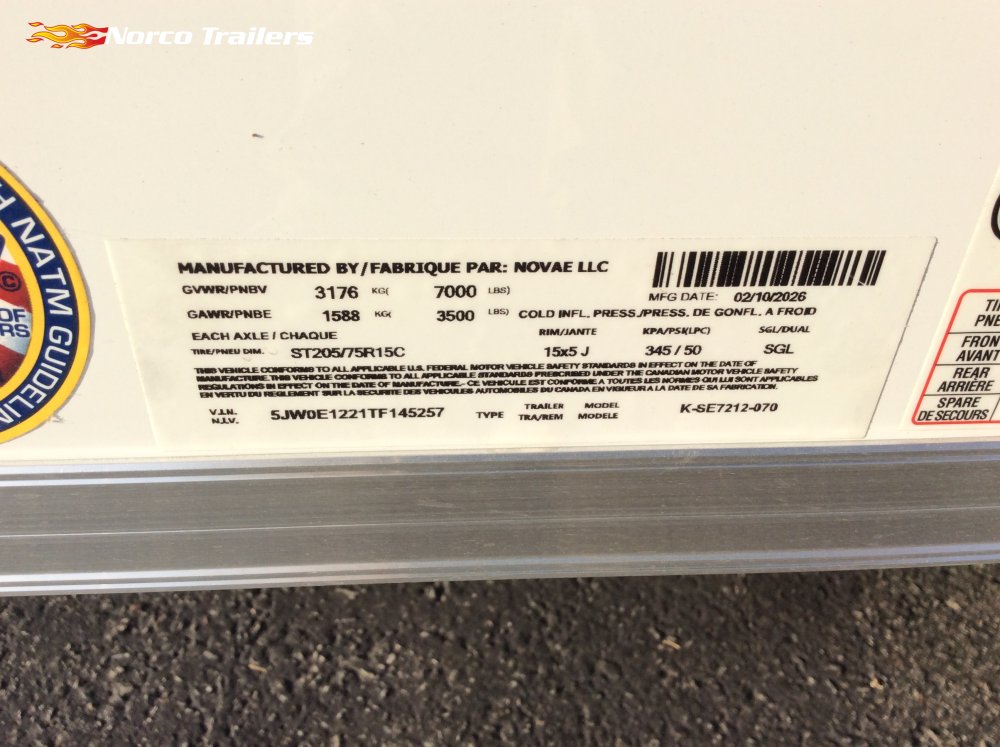 Norco Trailers
H NATM GUIDELIN
OF
RS
MANUFACTURED BY/FABRIQUE PAR: NOVAE LLC
GVWR/PNBV 3176 KG( 7000 LBS)
MFG DATE: 02/10/2026
GAWR/PNBE 1588 KG( 3500 LBS) COLD INFL. PRESS./PRESS. DE GONFL. A FROID
EACH AXLE / CHAQUE RIM/JANTE KPA/PSI(LPC) SGL/DUAL
TIRE/PNEU DIM. ST205/75R15C 15x5 J 345 / 50 SGL
THIS VEHICLE CONFORMS TO ALL APPLICABLE U.S. FEDERAL MOTOR VEHICLE SAFETY STANDARDS IN EFFECT ON THE DATE OF
MANUFACTURE. THIS VEHICLE CONFORMS TO ALL APPLICABLE STANDARDS PRESCRIBED UNDER THE CANADIAN MOTOR VEHICLE SAFETY
REGULATIONS IN EFFECT ON THE DATE OF MANUFACTURE.- CE VEHICULE EST CONFORME A TOUTES LES NORMES QUI LUI SONT APPLICABLES
EN VERTU DU REGLEMENT SUR LA SECURITE DES VEHICULES AUTOMOBILES DU CANADA EN VIGUEUR A LA DATE DE SA FABRICATION.
V.I.N. 5JW0E1221TF145257 TYPE TRAILER MODEL K-SE7212-070
N.I.V. TRA/REM MODELE
TI
PNE
FRON
AVANT
REAR
ARRIÈRE
SPARE
DE SECOURS